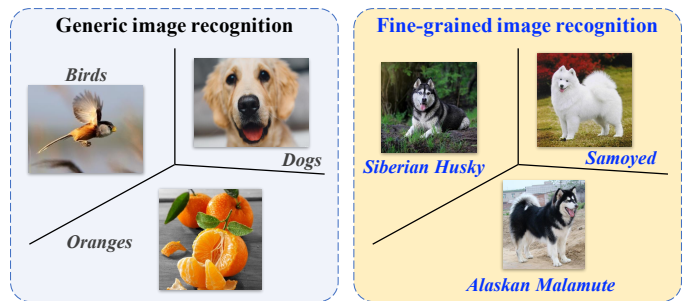 Generic image recognition
Birds
Dogs
Oranges
Fine-grained image recognition
Siberian Husky
Samoyed
Alaskan Malamute